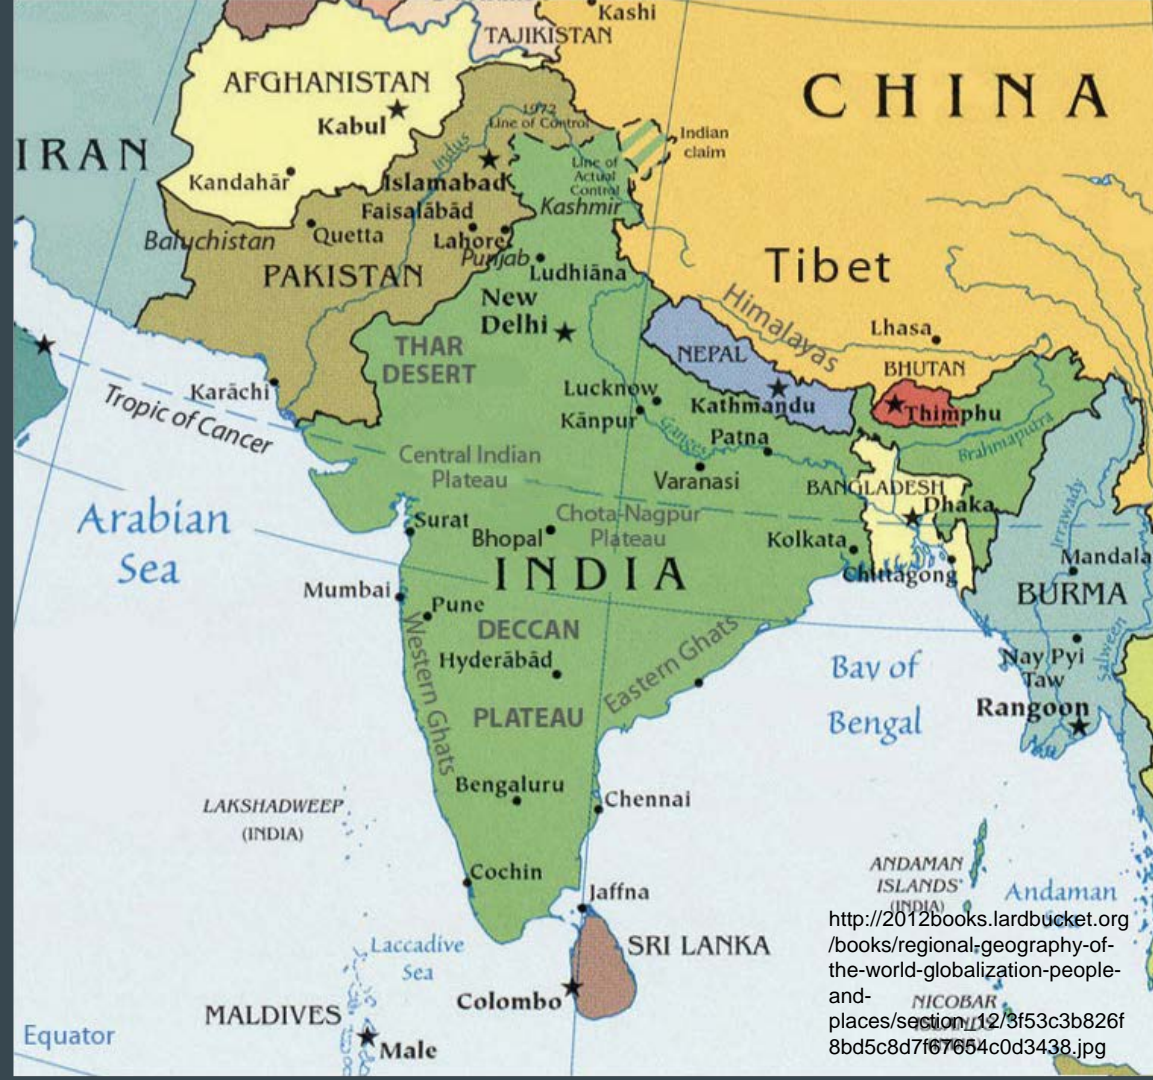 Kashi
TAJIKISTAN
AFGHANISTAN
CHINA
Kabul
1972
Line of Control
Indian
claim
IRAN
Indus
Line of
Actual
Control
Kandahār
Islamabad
Kashmir
Faisalābād
Baluchistan
Quetta
Lahore
Punjab
Ludhiāna
PAKISTAN
Tibet
New
Delhi
Himalayas
Lhasa
THAR
DESERT
NEPAL
BHUTAN
Karāchi
Tropic of Cancer
Lucknow
Kathmandu
Thimphu
Kānpur
Ganges
Patna
Brahmaputra
Central Indian
Plateau
Varanasi
BANGLADESH
Dhaka
Arabian
Sea
Surat
Chota Nagpur
Plateau
Bhopal
Kolkata
Irrawaddy
INDIA
Chittagong
Mandala
Mumbai
BURMA
Pune
DECCAN
Western Ghats
Hyderābād
Eastern Ghats
Bay of
Bengal
Salween
Nay Pyi
Taw
PLATEAU
Rangoon
Bengaluru
LAKSHADWEEP
(INDIA)
Chennai
Cochin
ANDAMAN
ISLANDS
(INDIA)
Andaman
Jaffna
http://2012books.lardbucket.org
/books/regional-geography-of-
the-world-globalization-people-
and-
places/section_12/3f53c3b826f
8bd5c8d7f67654c0d3438.jpg
Laccadive
Sea
SRI LANKA
Colombo
NICOBAR
MALDIVES
Equator
Male